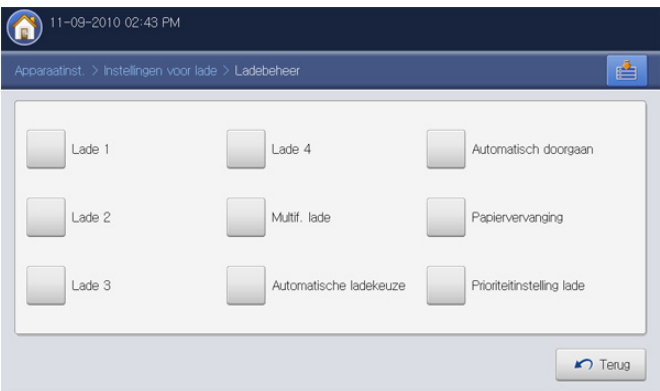 11-09-2010 02:43 PM
Apparaatinst. > Instellingen voor lade > Ladebeheer
Lade 1
Lade 4
Automatisch doorgaan
Lade 2
Multif. lade
Papiervervanging
Lade 3
Automatische ladekeuze
Prioriteitinstelling lade
Terug